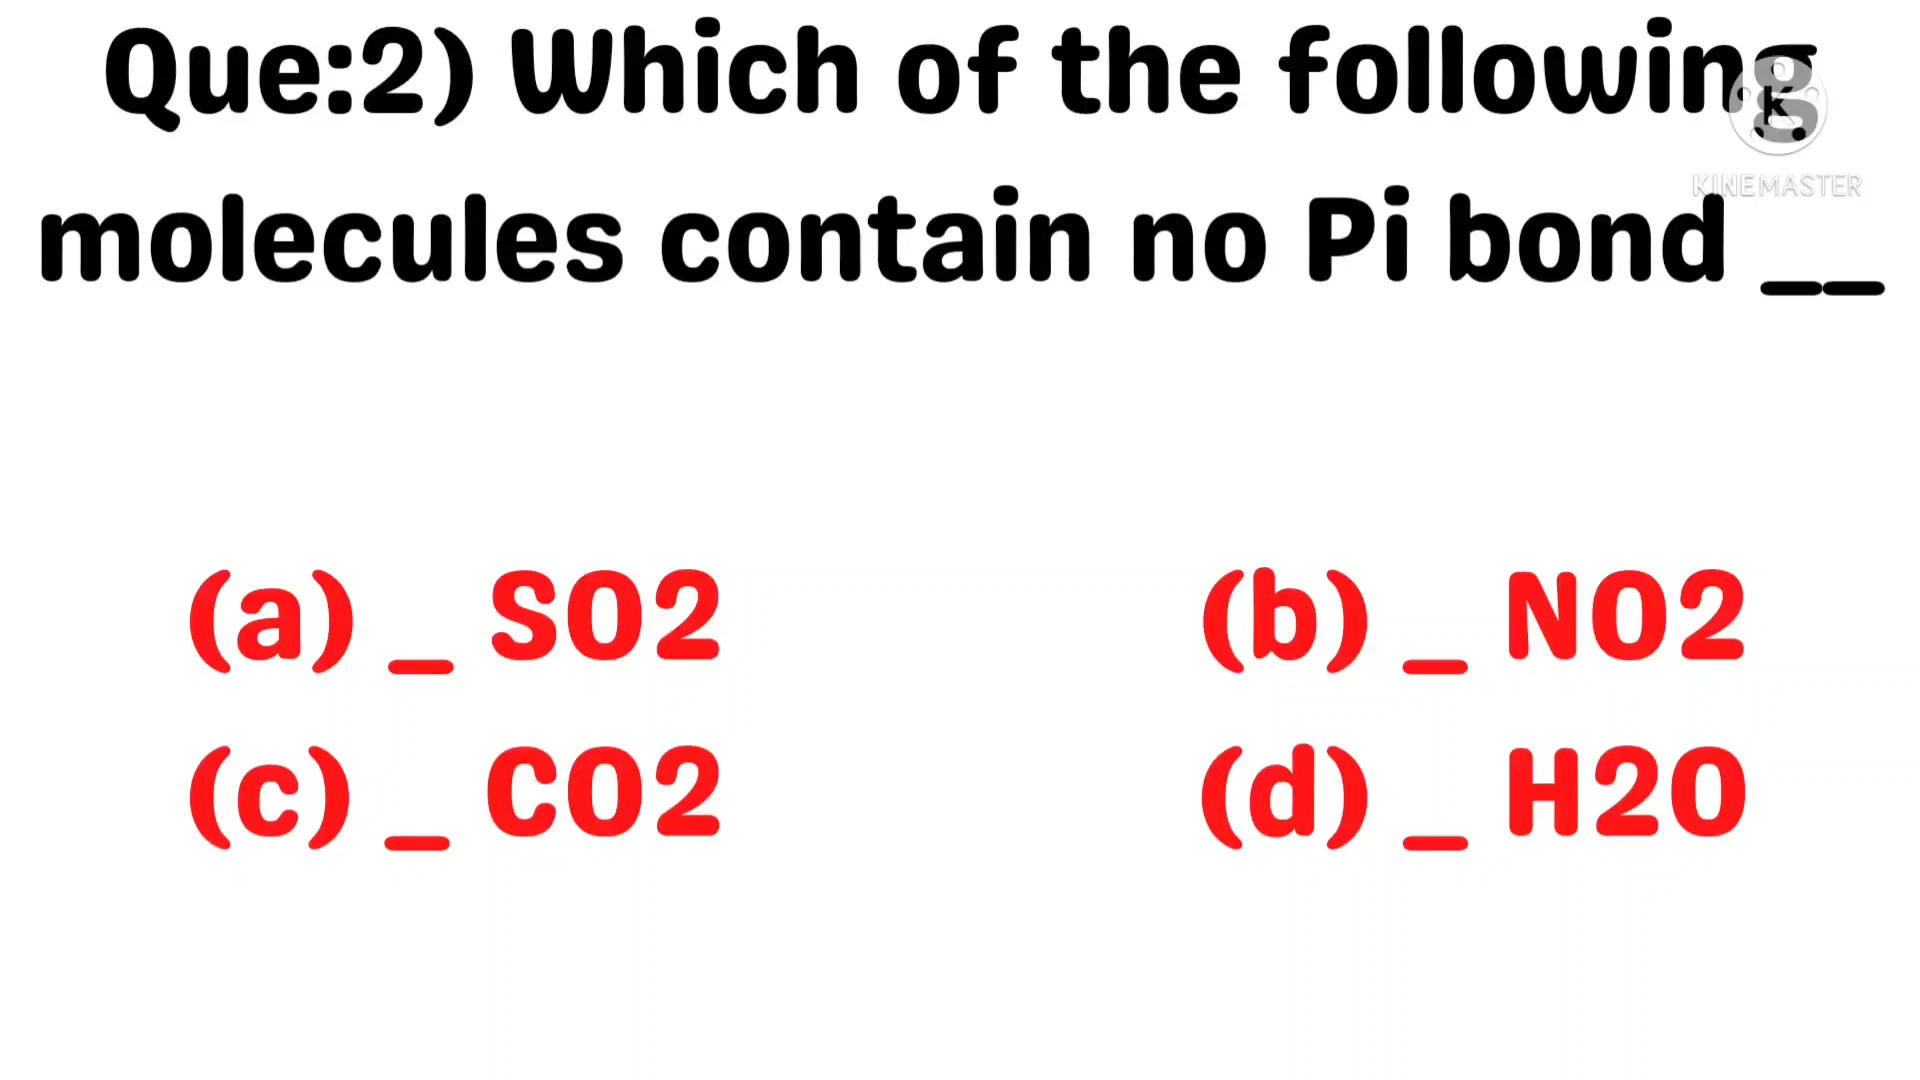 Que:2) Which of the following
KINEMASTER
molecules contain no Pi bond __
(a)_ SO2 (b)_ NO2
(c)_ CO2 (d)_ H2O